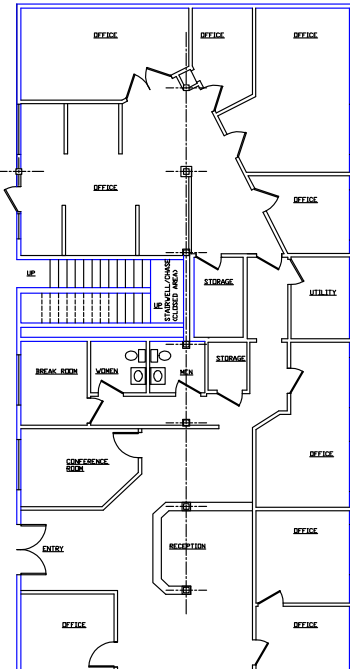 OFFICE
OFFICE
OFFICE
OFFICE
OFFICE
UP
UP
STAIRWELL/CHASE
(CLOSED AREA)
STORAGE
UTILITY
BREAK ROOM
WOMEN
MEN
STORAGE
CONFERENCE
ROOM
OFFICE
ENTRY
RECEPTION
OFFICE
OFFICE
OFFICE